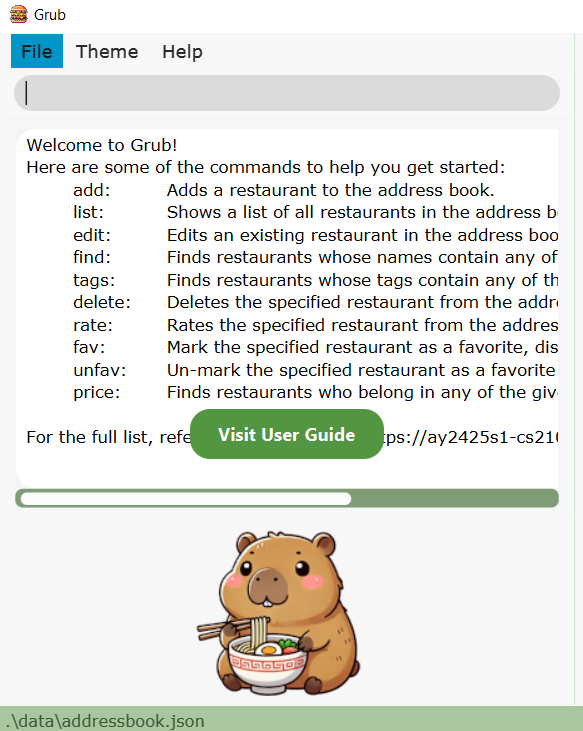 Grub
File Theme Help
Welcome to Grub!
Here are some of the commands to help you get started:
add: Adds a restaurant to the address book.
list: Shows a list of all restaurants in the address b
edit: Edits an existing restaurant in the address boo
find: Finds restaurants whose names contain any of
tags: Finds restaurants whose tags contain any of th
delete: Deletes the specified restaurant from the addre
rate: Rates the specified restaurant from the addres
fav: Mark the specified restaurant as a favorite, dis
unfav: Un-mark the specified restaurant as a favorite
price: Finds restaurants who belong in any of the giv
For the full list, refe
Visit User Guide
tps://ay2425s1-cs210
.\data\addressbook.json